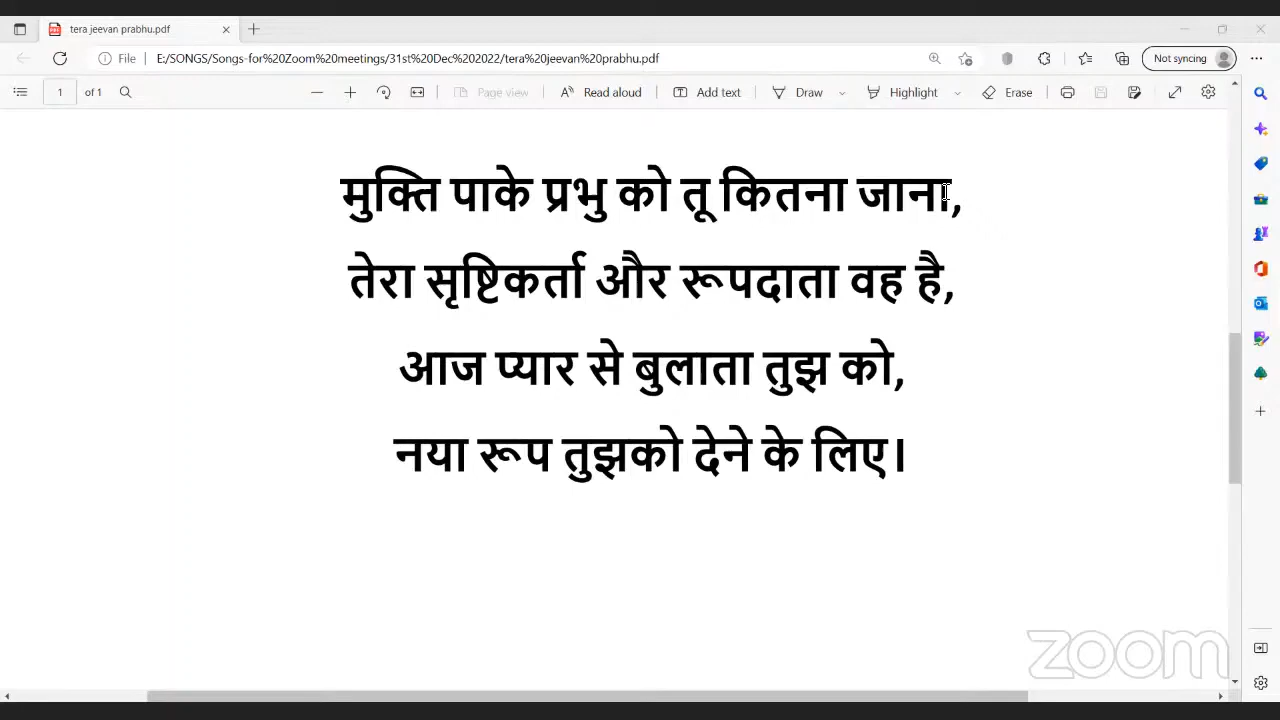 tera jeevan prabhu.pdf
File E:/SONGS/Songs-for%20Zoom%20meetings/31st%20Dec%202022/tera%20jeevan%20prabhu.pdf Not syncing
1 of 1 Page view Read aloud Add text Draw Highlight Erase
मुक्ति पाके प्रभु को तू कितना जाना,
तेरा सृष्टिकर्ता और रूपदाता वह है,
आज प्यार से बुलाता तुझ को,
नया रूप तुझको देने के लिए।
zoom